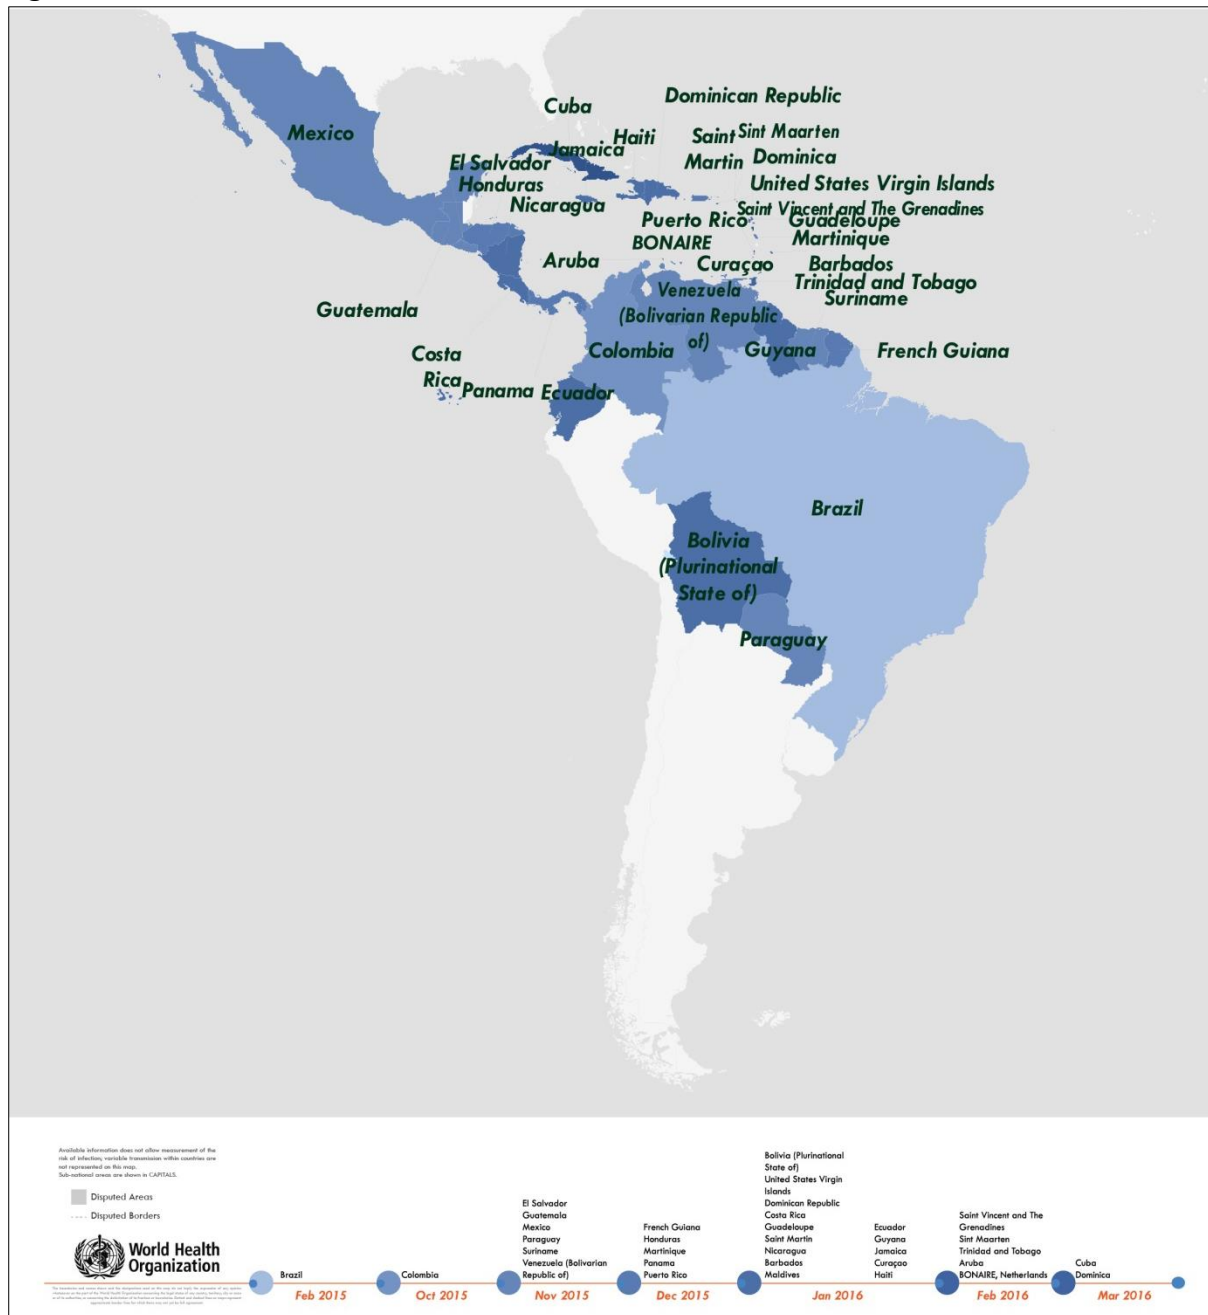 Cuba
Dominican Republic
Mexico
Haiti
Saint
Sint Maarten
Jamaica
El Salvador
Martin
Dominica
Honduras
United States Virgin Islands
Nicaragua
Saint Vincent and The Grenadines
Puerto Rico
Guadeloupe
BONAIRE
Martinique
Aruba
Curaçao
Barbados
Trinidad and Tobago
Venezuela
Suriname
Guatemala
(Bolivarian Republic
of)
Costa
Rica
Colombia
Guyana
French Guiana
Panama
Ecuador
Brazil
Bolivia
(Plurinational
State of)
Paraguay
Available information does not allow measurement of the
risk of infection; variable transmission within countries are
not represented on this map.
Sub-national areas are shown in CAPITALS.
Disputed Areas
Disputed Borders
World Health
Organization
Brazil
Feb 2015
Colombia
Oct 2015
El Salvador
Guatemala
Mexico
Paraguay
Suriname
Venezuela (Bolivarian
Republic of)
Nov 2015
French Guiana
Honduras
Martinique
Panama
Puerto Rico
Dec 2015
Bolivia (Plurinational
State of)
United States Virgin
Islands
Dominican Republic
Costa Rica
Guadeloupe
Saint Martin
Nicaragua
Barbados
Maldives
Ecuador
Guyana
Jamaica
Curaçao
Haiti
Jan 2016
Saint Vincent and The
Grenadines
Sint Maarten
Trinidad and Tobago
Aruba
BONAIRE, Netherlands
Feb 2016
Cuba
Dominica
Mar 2016